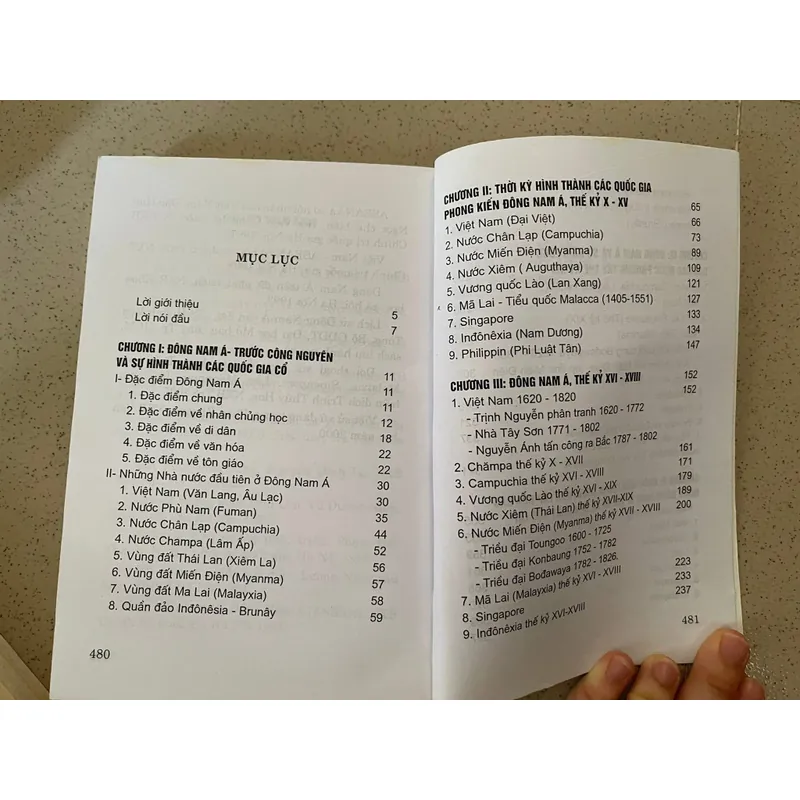 MỤC LỤC
Lời giới thiệu 5
Lời nói đầu 7
CHƯƠNG I: ĐÔNG NAM Á- TRƯỚC CÔNG NGUYÊN
VÀ SỰ HÌNH THÀNH CÁC QUỐC GIA CỔ 11
I- Đặc điểm Đông Nam Á 11
1. Đặc điểm chung 11
2. Đặc điểm về nhân chủng học 12
3. Đặc điểm về di dân 18
4. Đặc điểm về văn hóa 22
5. Đặc điểm về tôn giáo 22
II- Những Nhà nước đầu tiên ở Đông Nam Á 30
1. Việt Nam (Văn Lang, Âu Lạc) 30
2. Nước Phù Nam (Fuman) 35
3. Nước Chân Lạp (Campuchia) 44
4. Nước Champa (Lâm Ấp) 52
5. Vùng đất Thái Lan (Xiêm La) 56
6. Vùng đất Miến Điện (Myanma) 57
7. Vùng đất Ma Lai (Malayxia) 58
8. Quần đảo Inđônêsia - Brunây 59
480
CHƯƠNG II: THỜI KỲ HÌNH THÀNH CÁC QUỐC GIA
PHONG KIẾN ĐÔNG NAM Á, THẾ KỶ X - XV 65
1. Việt Nam (Đại Việt) 66
2. Nước Chân Lạp (Campuchia) 73
3. Nước Miến Điện (Myanma) 89
4. Nước Xiêm ( Auguthaya) 109
5. Vương quốc Lào (Lan Xang) 121
6. Mã Lai - Tiểu quốc Malacca (1405-1551) 127
7. Singapore 133
8. Inđônêxia (Nam Dương) 134
9. Philippin (Phi Luật Tân) 147
CHƯƠNG III: ĐÔNG NAM Á, THẾ KỶ XVI - XVIII 152
1. Việt Nam 1620 - 1820 152
- Trịnh Nguyễn phân tranh 1620 - 1772
- Nhà Tây Sơn 1771 - 1802
- Nguyễn Ánh tấn công ra Bắc 1787 - 1802
2. Chămpa thế kỷ X - XVII 161
3. Campuchia thế kỷ XVI - XVIII 171
4. Vương quốc Lào thế kỷ XVI - XIX 189
5. Nước Xiêm (Thái Lan) thế kỷ XVII-XIX 200
6. Nước Miến Điện (Myanma) thế kỷ XVII - XVIII
- Triều đại Toungoo 1600 - 1725
- Triều đại Konbaung 1752 - 1782
- Triều đại Bođawaya 1782 - 1826. 223
7. Mã Lai (Malayxia) thế kỷ XVI - XVIII 233
8. Singapore 237
9. Inđônêxia thế kỷ XVI-XVIII
481